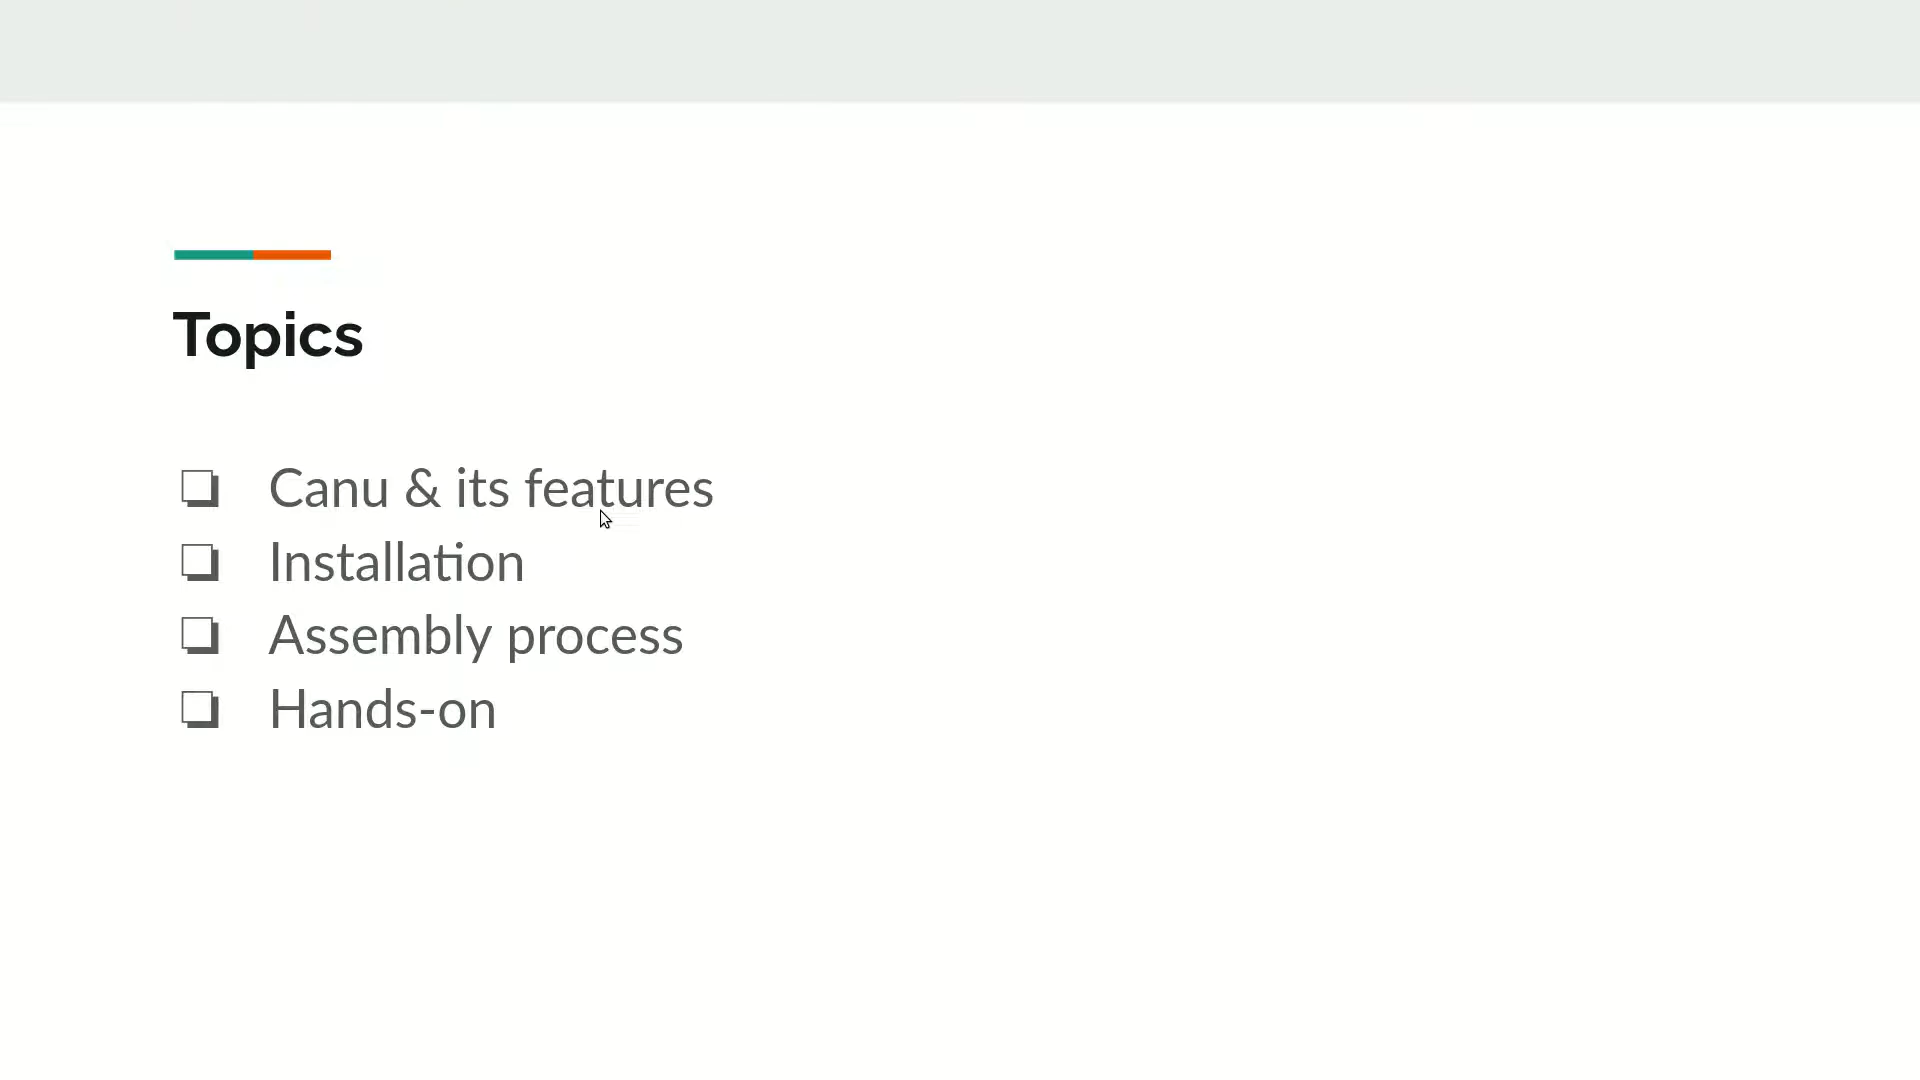 Topics
Canu & its features
Installation
Assembly process
Hands-on